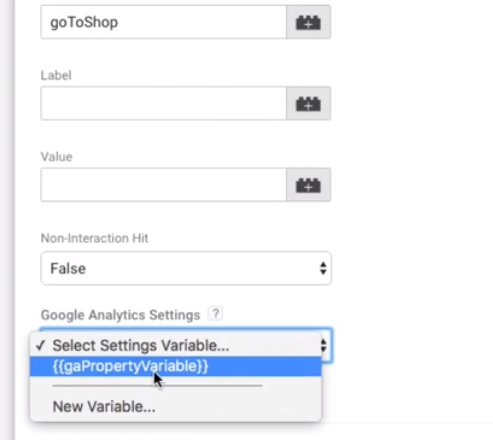 goToShop
Label
Value
Non-Interaction Hit
False
Google Analytics Settings ?
✓ Select Settings Variable...
{{gaPropertyVariable}}
New Variable...